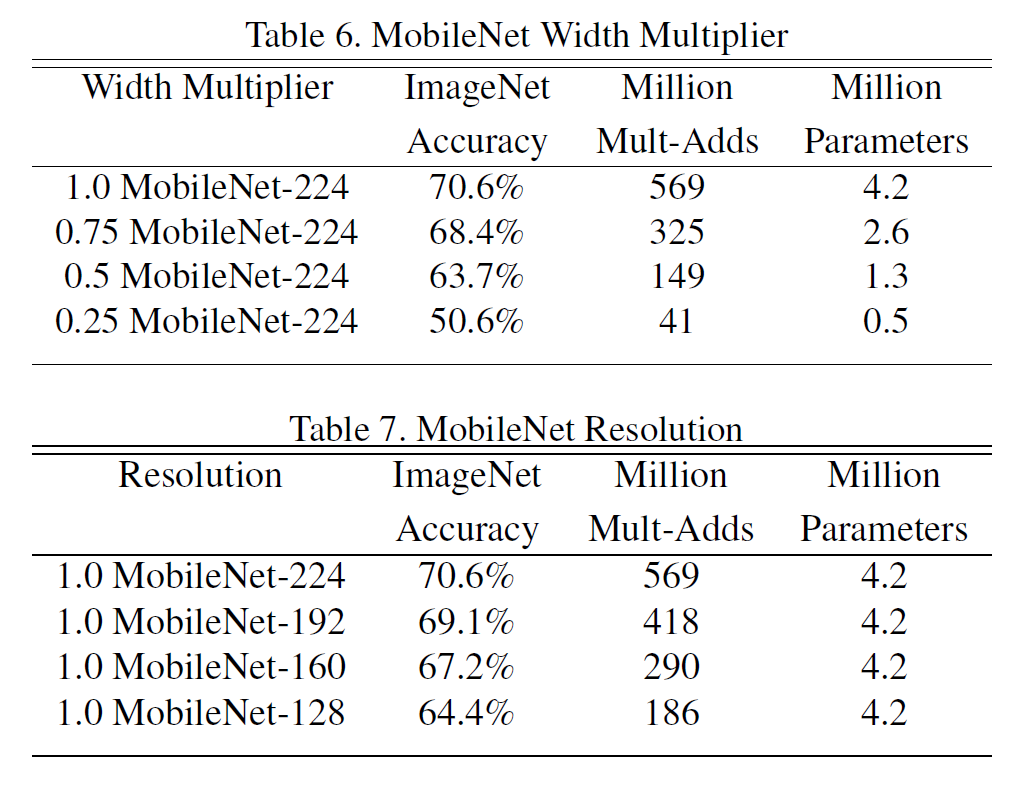 Table 6. MobileNet Width Multiplier
Width Multiplier ImageNet Million Million
Accuracy Mult-Adds Parameters
1.0 MobileNet-224 70.6% 569 4.2
0.75 MobileNet-224 68.4% 325 2.6
0.5 MobileNet-224 63.7% 149 1.3
0.25 MobileNet-224 50.6% 41 0.5
Table 7. MobileNet Resolution
Resolution ImageNet Million Million
Accuracy Mult-Adds Parameters
1.0 MobileNet-224 70.6% 569 4.2
1.0 MobileNet-192 69.1% 418 4.2
1.0 MobileNet-160 67.2% 290 4.2
1.0 MobileNet-128 64.4% 186 4.2